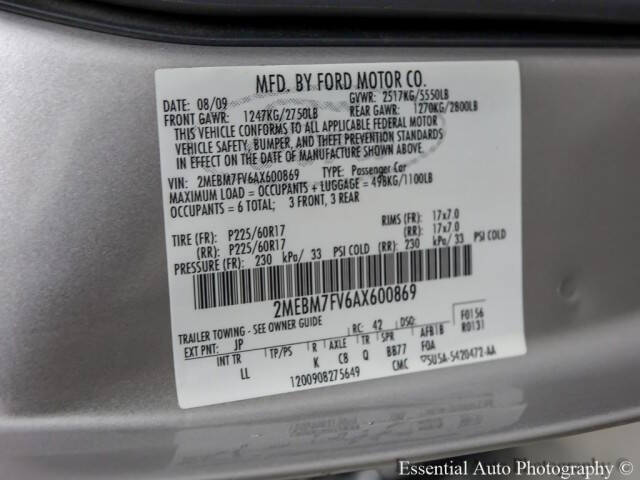 MFD. BY FORD MOTOR CO.
DATE: 08/09 GVWR: 2517KG/5550LB
FRONT GAWR: 1247KG/2750LB REAR GAWR: 1270KG/2800LB
THIS VEHICLE CONFORMS TO ALL APPLICABLE FEDERAL MOTOR
VEHICLE SAFETY, BUMPER, AND THEFT PREVENTION STANDARDS
IN EFFECT ON THE DATE OF MANUFACTURE SHOWN ABOVE.
VIN: 2MEBM7FV6AX600869 TYPE: Passenger Car
MAXIMUM LOAD = OCCUPANTS + LUGGAGE = 498KG/1100LB
OCCUPANTS = 6 TOTAL; 3 FRONT, 3 REAR
TIRE (FR): P225/60R17 RIMS (FR): 17x7.0
(RR): P225/60R17 (RR): 17x7.0
PRESSURE (FR): 230 kPa/ 33 PSI COLD (RR): 230 kPa/ 33 PSI COLD
2MEBM7FV6AX600869
TRAILER TOWING - SEE OWNER GUIDE
EXT PNT: JP RC: 42 DSO: F0156
R0131
INT TR TP/PS R AXLE TR SPR AFB1B
LL K CB Q BB77 FOA
1200908275649 CMC 5U5A-5420472-AA
Essential Auto Photography (C)